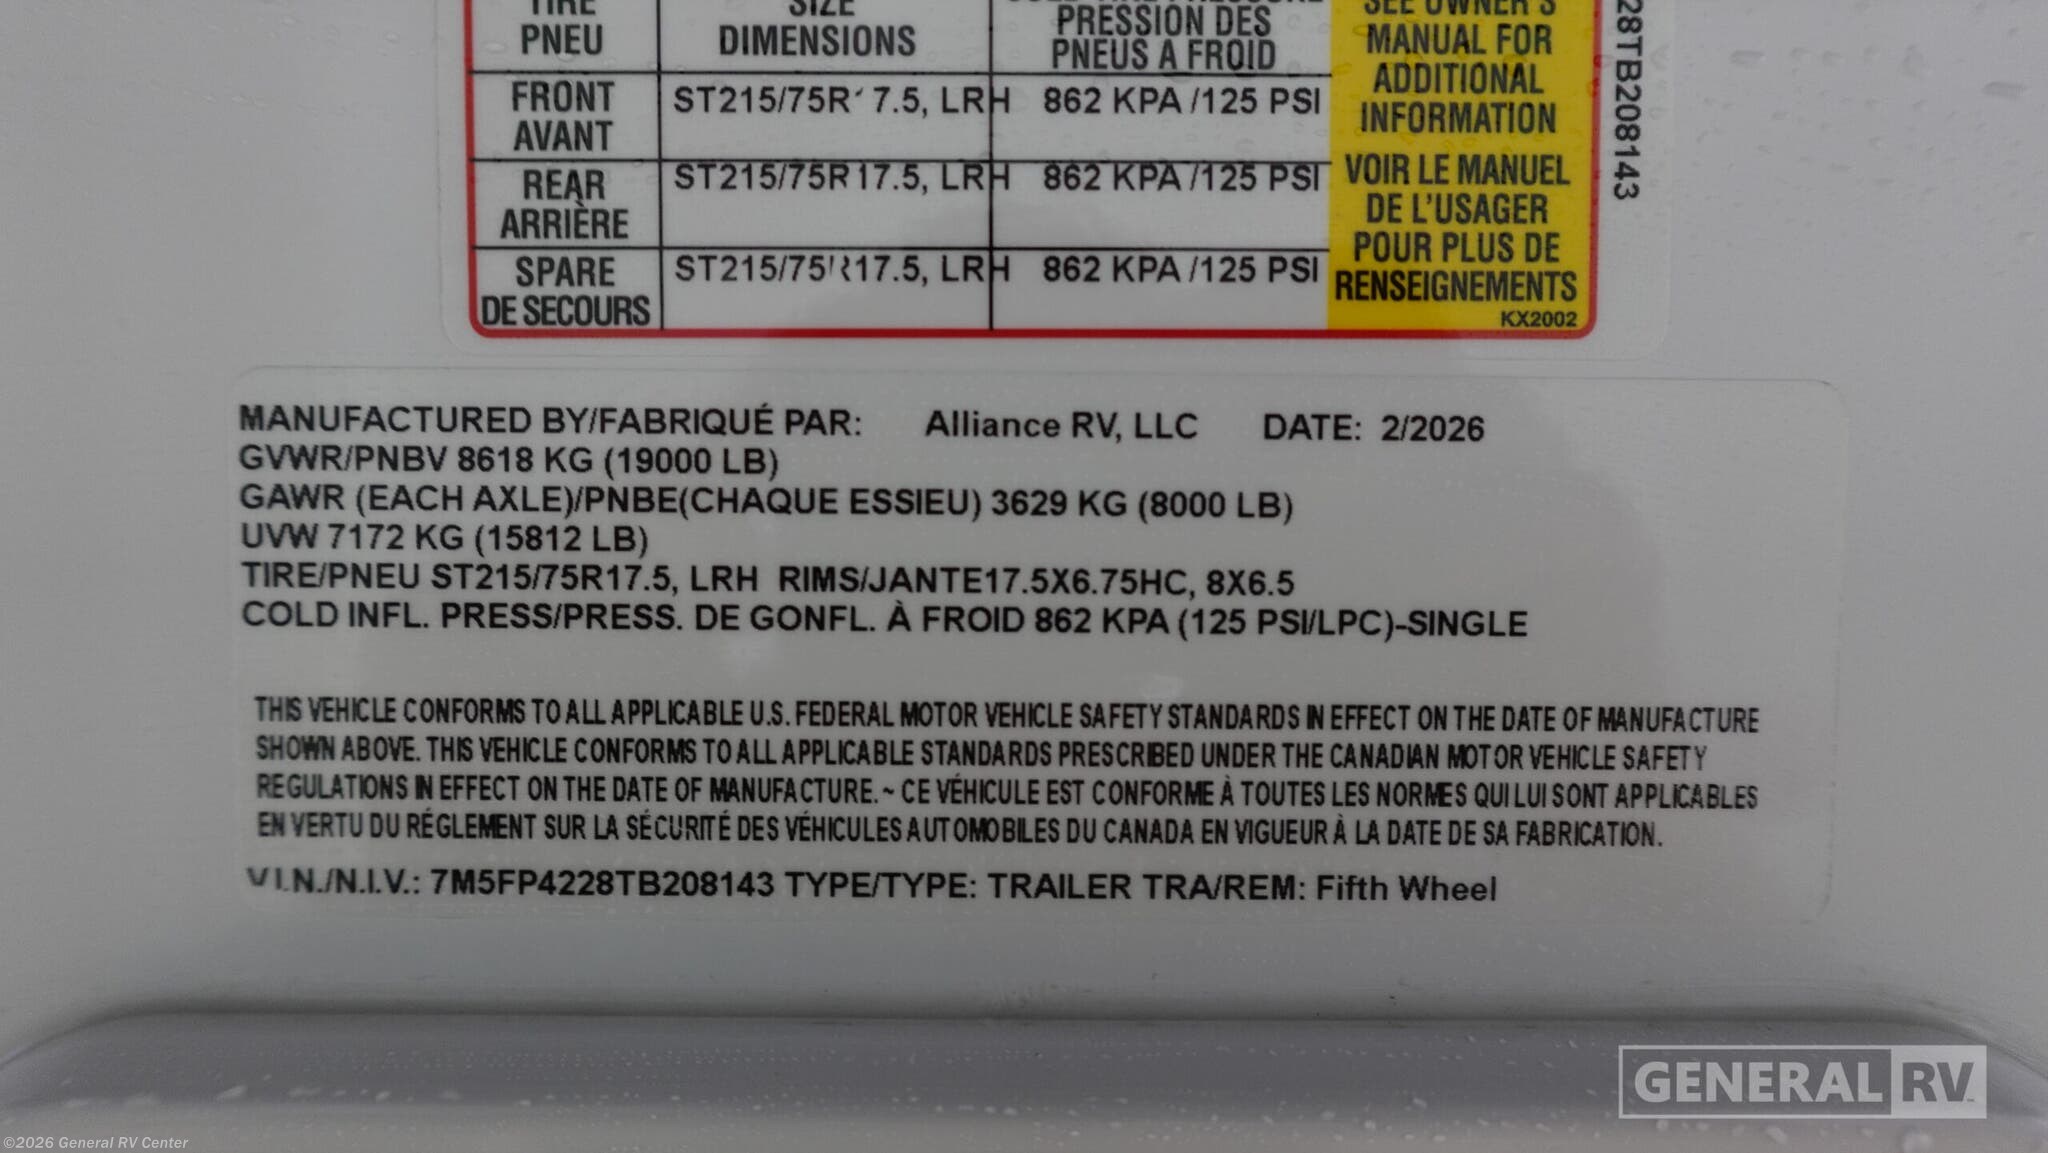 TIRE SIZE
PNEU DIMENSIONS PRESSION DES
PNEUS A FROID
FRONT
AVANT
ST215/75R 7.5, LRH 862 KPA /125 PSI
REAR
ARRIÈRE
ST215/75R17.5, LRH 862 KPA /125 PSI
SPARE
DE SECOURS
ST215/75R17.5, LRH 862 KPA /125 PSI
SEE OWNER'S
MANUAL FOR
ADDITIONAL
INFORMATION
VOIR LE MANUEL
DE L'USAGER
POUR PLUS DE
RENSEIGNEMENTS
KX2002
28TB208143
MANUFACTURED BY/FABRIQUÉ PAR: Alliance RV, LLC DATE: 2/2026
GVWR/PNBV 8618 KG (19000 LB)
GAWR (EACH AXLE)/PNBE(CHAQUE ESSIEU) 3629 KG (8000 LB)
UVW 7172 KG (15812 LB)
TIRE/PNEU ST215/75R17.5, LRH RIMS/JANTE17.5X6.75HC, 8X6.5
COLD INFL. PRESS/PRESS. DE GONFL. À FROID 862 KPA (125 PSI/LPC)-SINGLE
THIS VEHICLE CONFORMS TO ALL APPLICABLE U.S. FEDERAL MOTOR VEHICLE SAFETY STANDARDS IN EFFECT ON THE DATE OF MANUFACTURE
SHOWN ABOVE. THIS VEHICLE CONFORMS TO ALL APPLICABLE STANDARDS PRESCRIBED UNDER THE CANADIAN MOTOR VEHICLE SAFETY
REGULATIONS IN EFFECT ON THE DATE OF MANUFACTURE. ~ CE VÉHICULE EST CONFORME À TOUTES LES NORMES QUI LUI SONT APPLICABLES
EN VERTU DU RÉGLEMENT SUR LA SÉCURITÉ DES VÉHICULES AUTOMOBILES DU CANADA EN VIGUEUR À LA DATE DE SA FABRICATION.
V.I.N./N.I.V.: 7M5FP4228TB208143 TYPE/TYPE: TRAILER TRA/REM: Fifth Wheel
GENERAL RV
©2026 General RV Center